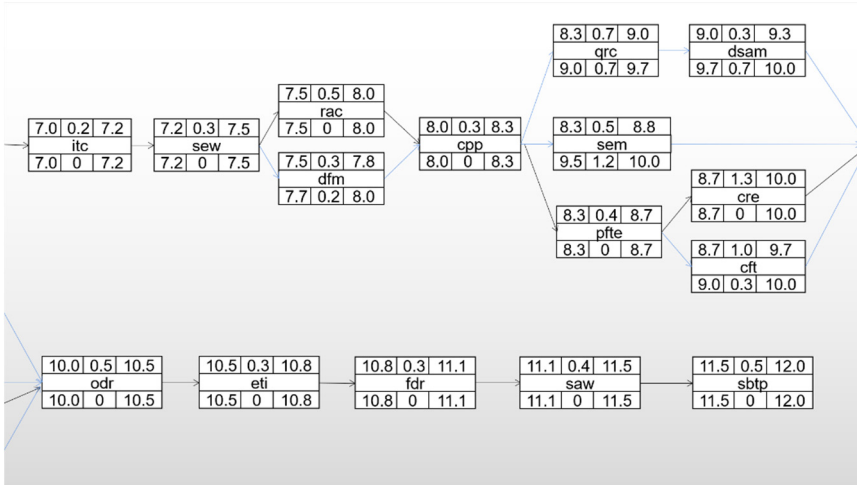 8.3 0.7 9.0
qrc
9.0 0.7 9.7
9.0 0.3 9.3
dsam
9.7 0.7 10.0
7.5 0.5 8.0
rac
7.5 0 8.0
7.0 0.2 7.2
itc
7.0 0 7.2
7.2 0.3 7.5
sew
7.2 0 7.5
8.0 0.3 8.3
cpp
8.0 0 8.3
8.3 0.5 8.8
sem
9.5 1.2 10.0
7.5 0.3 7.8
dfm
7.7 0.2 8.0
8.7 1.3 10.0
cre
8.7 0 10.0
8.3 0.4 8.7
pfte
8.3 0 8.7
8.7 1.0 9.7
cft
9.0 0.3 10.0
10.0 0.5 10.5
odr
10.0 0 10.5
10.5 0.3 10.8
eti
10.5 0 10.8
10.8 0.3 11.1
fdr
10.8 0 11.1
11.1 0.4 11.5
saw
11.1 0 11.5
11.5 0.5 12.0
sbtp
11.5 0 12.0